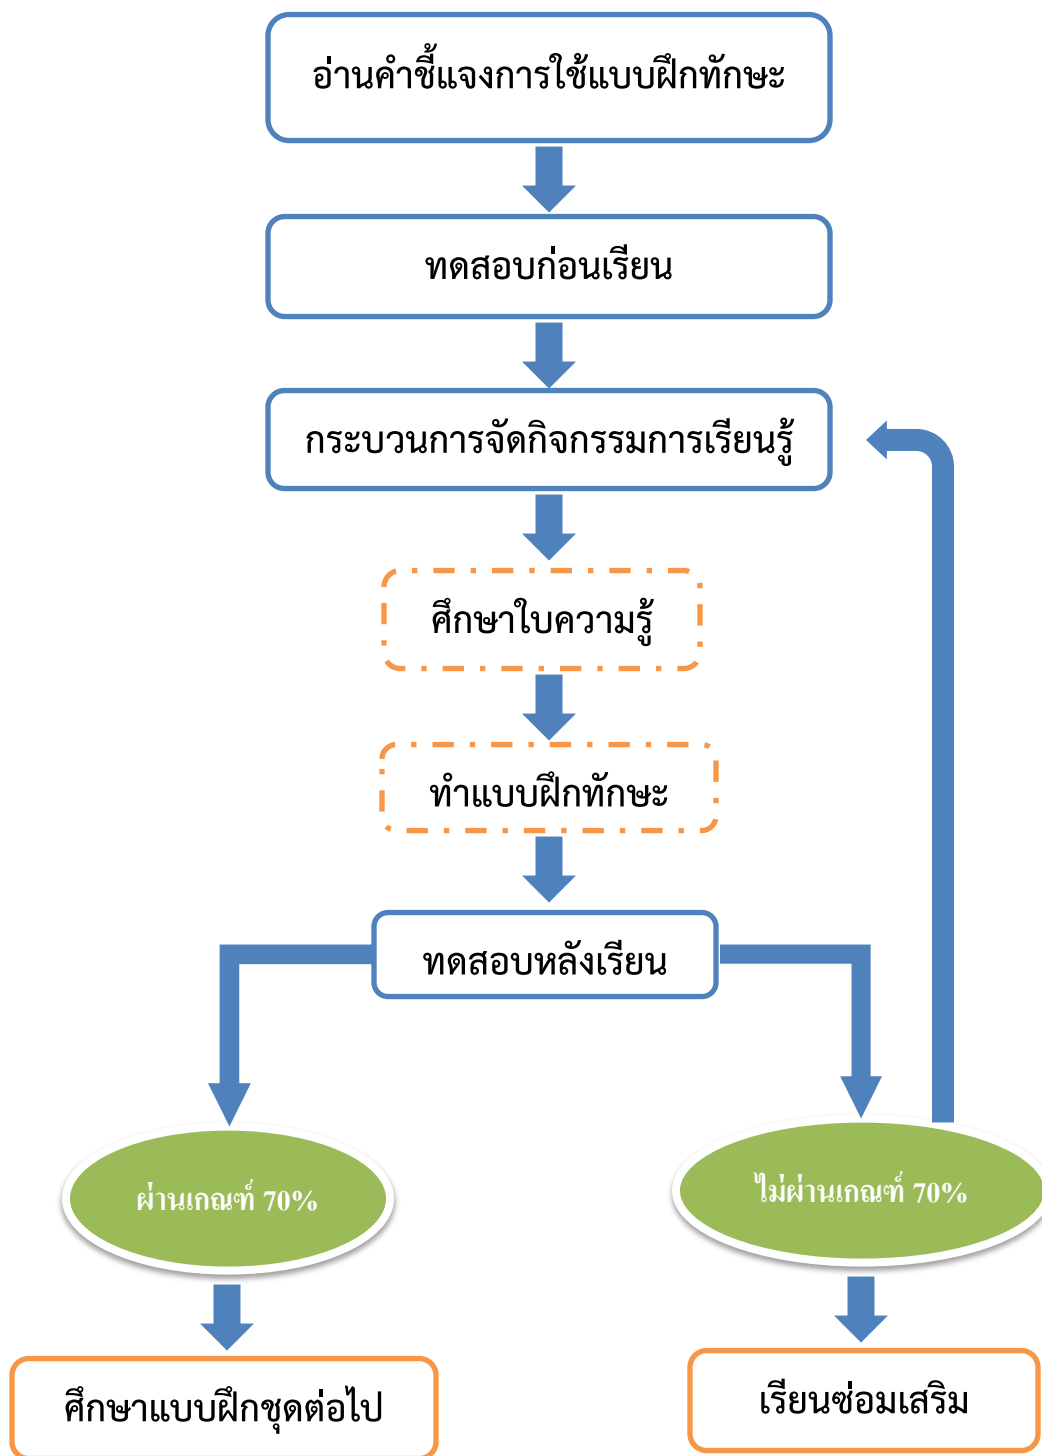 อ่านคำชี้แจงการใช้แบบฝึกทักษะ
ทดสอบก่อนเรียน
กระบวนการจัดกิจกรรมการเรียนรู้
ศึกษาใบความรู้
ทำแบบฝึกทักษะ
ทดสอบหลังเรียน
ผ่านเกณฑ์ 70%
ไม่ผ่านเกณฑ์ 70%
ศึกษาแบบฝึกชุดต่อไป
เรียนซ่อมเสริม